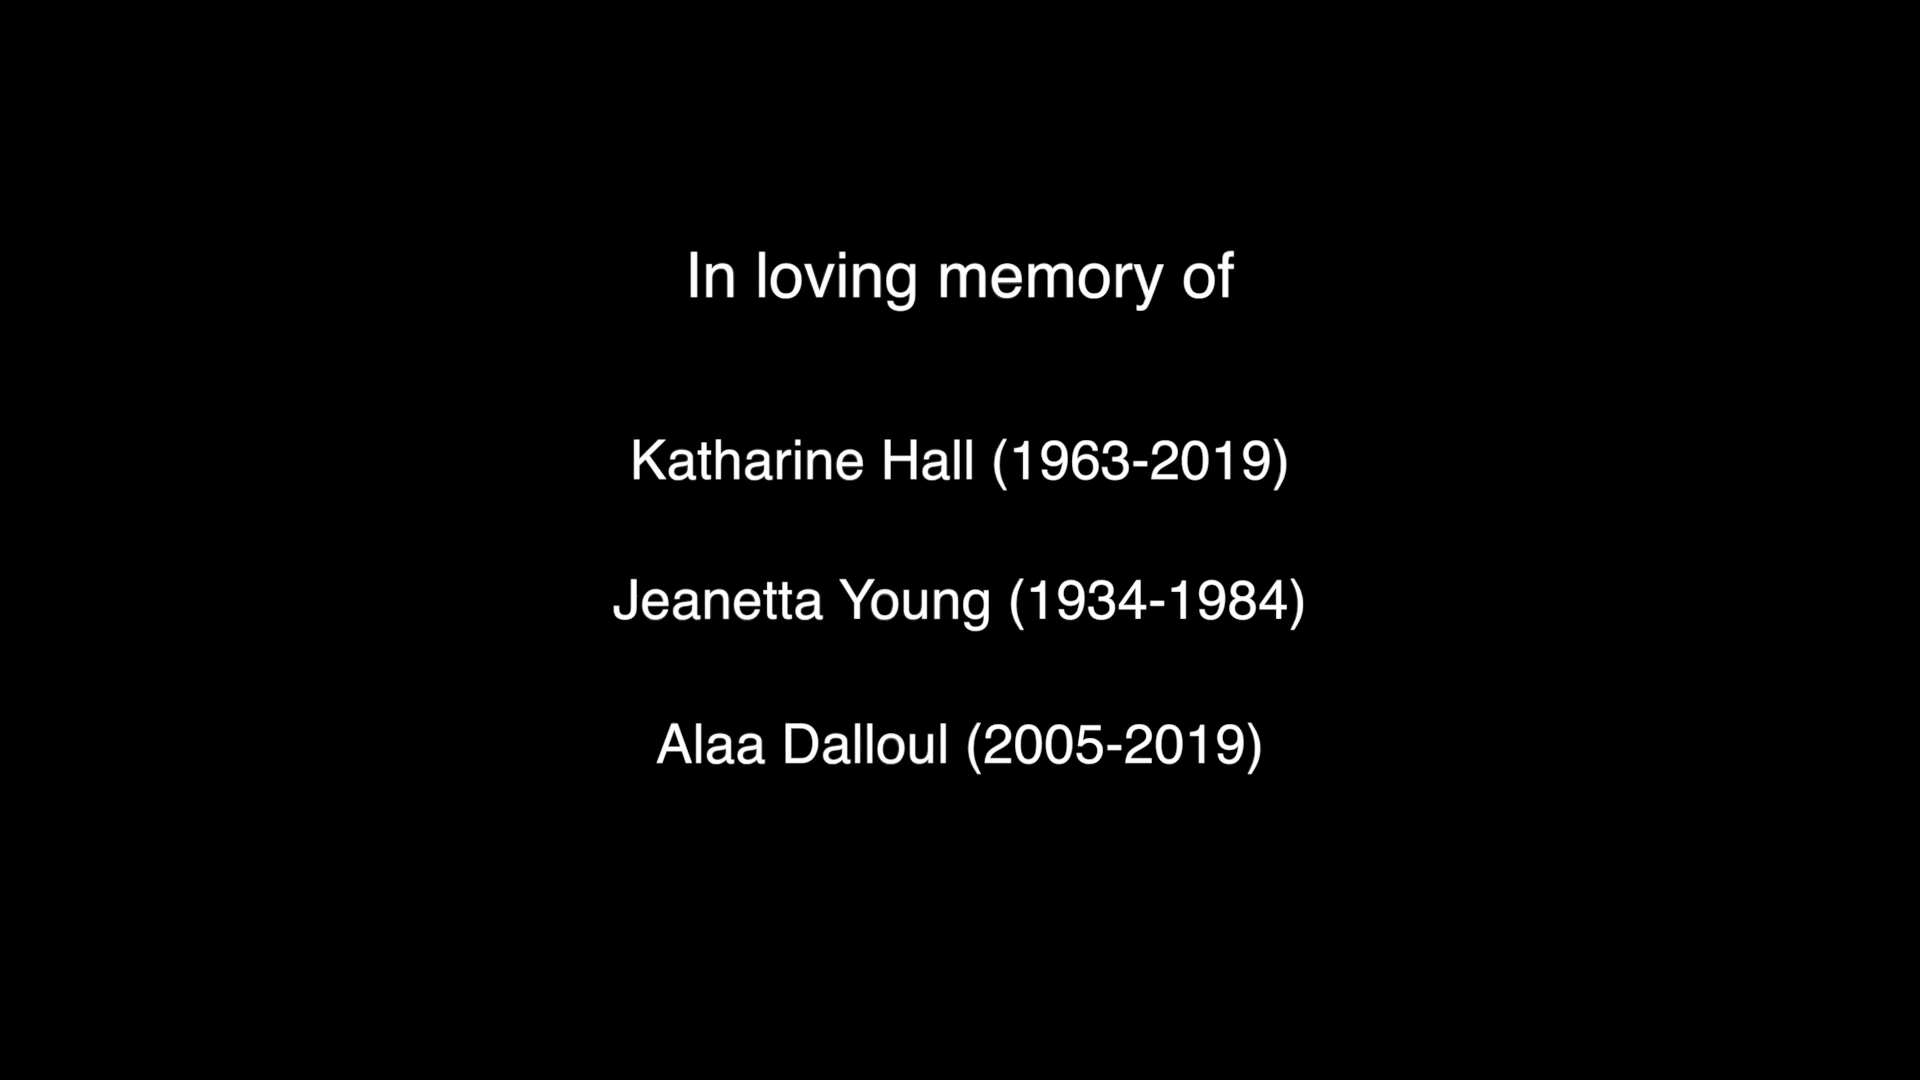 In loving memory of
Katharine Hall (1963-2019)
Jeanetta Young (1934-1984)
Alaa Dalloul (2005-2019)